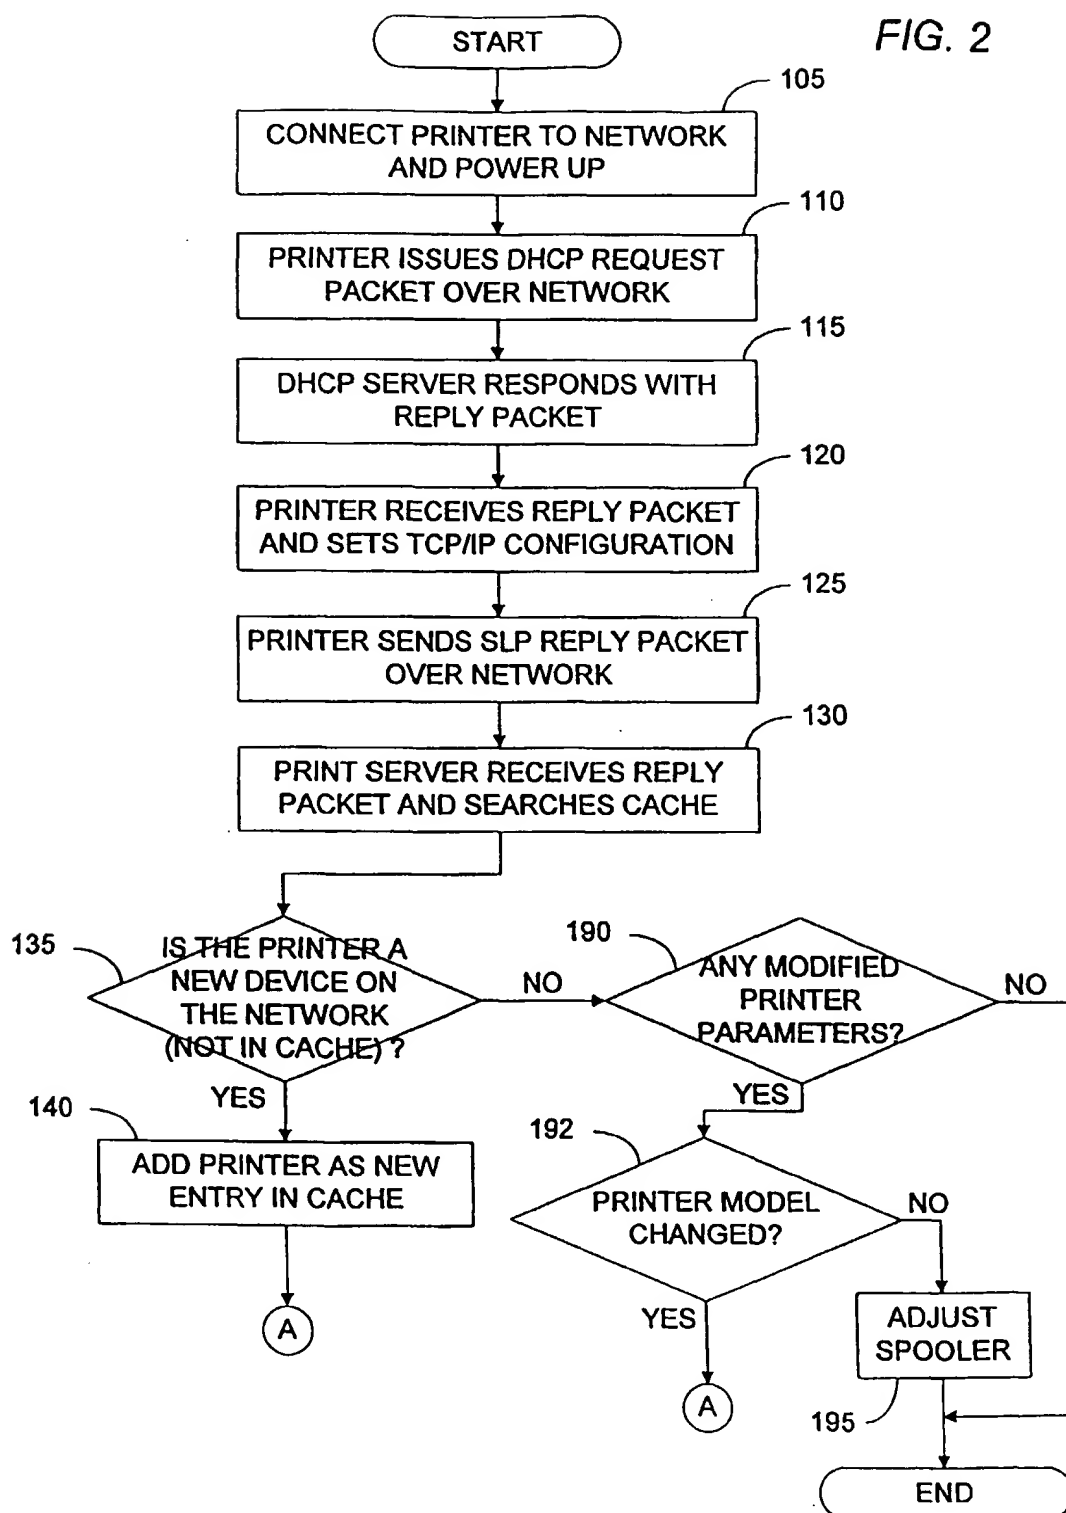 FIG. 2
START
105
CONNECT PRINTER TO NETWORK
AND POWER UP
110
PRINTER ISSUES DHCP REQUEST
PACKET OVER NETWORK
115
DHCP SERVER RESPONDS WITH
REPLY PACKET
120
PRINTER RECEIVES REPLY PACKET
AND SETS TCP/IP CONFIGURATION
125
PRINTER SENDS SLP REPLY PACKET
OVER NETWORK
130
PRINT SERVER RECEIVES REPLY
PACKET AND SEARCHES CACHE
135
IS THE PRINTER A
NEW DEVICE ON
THE NETWORK
(NOT IN CACHE) ?
NO
190
ANY MODIFIED
PRINTER
PARAMETERS?
NO
YES
YES
140
ADD PRINTER AS NEW
ENTRY IN CACHE
192
PRINTER MODEL
CHANGED?
NO
A
YES
ADJUST
SPOOLER
A
195
END